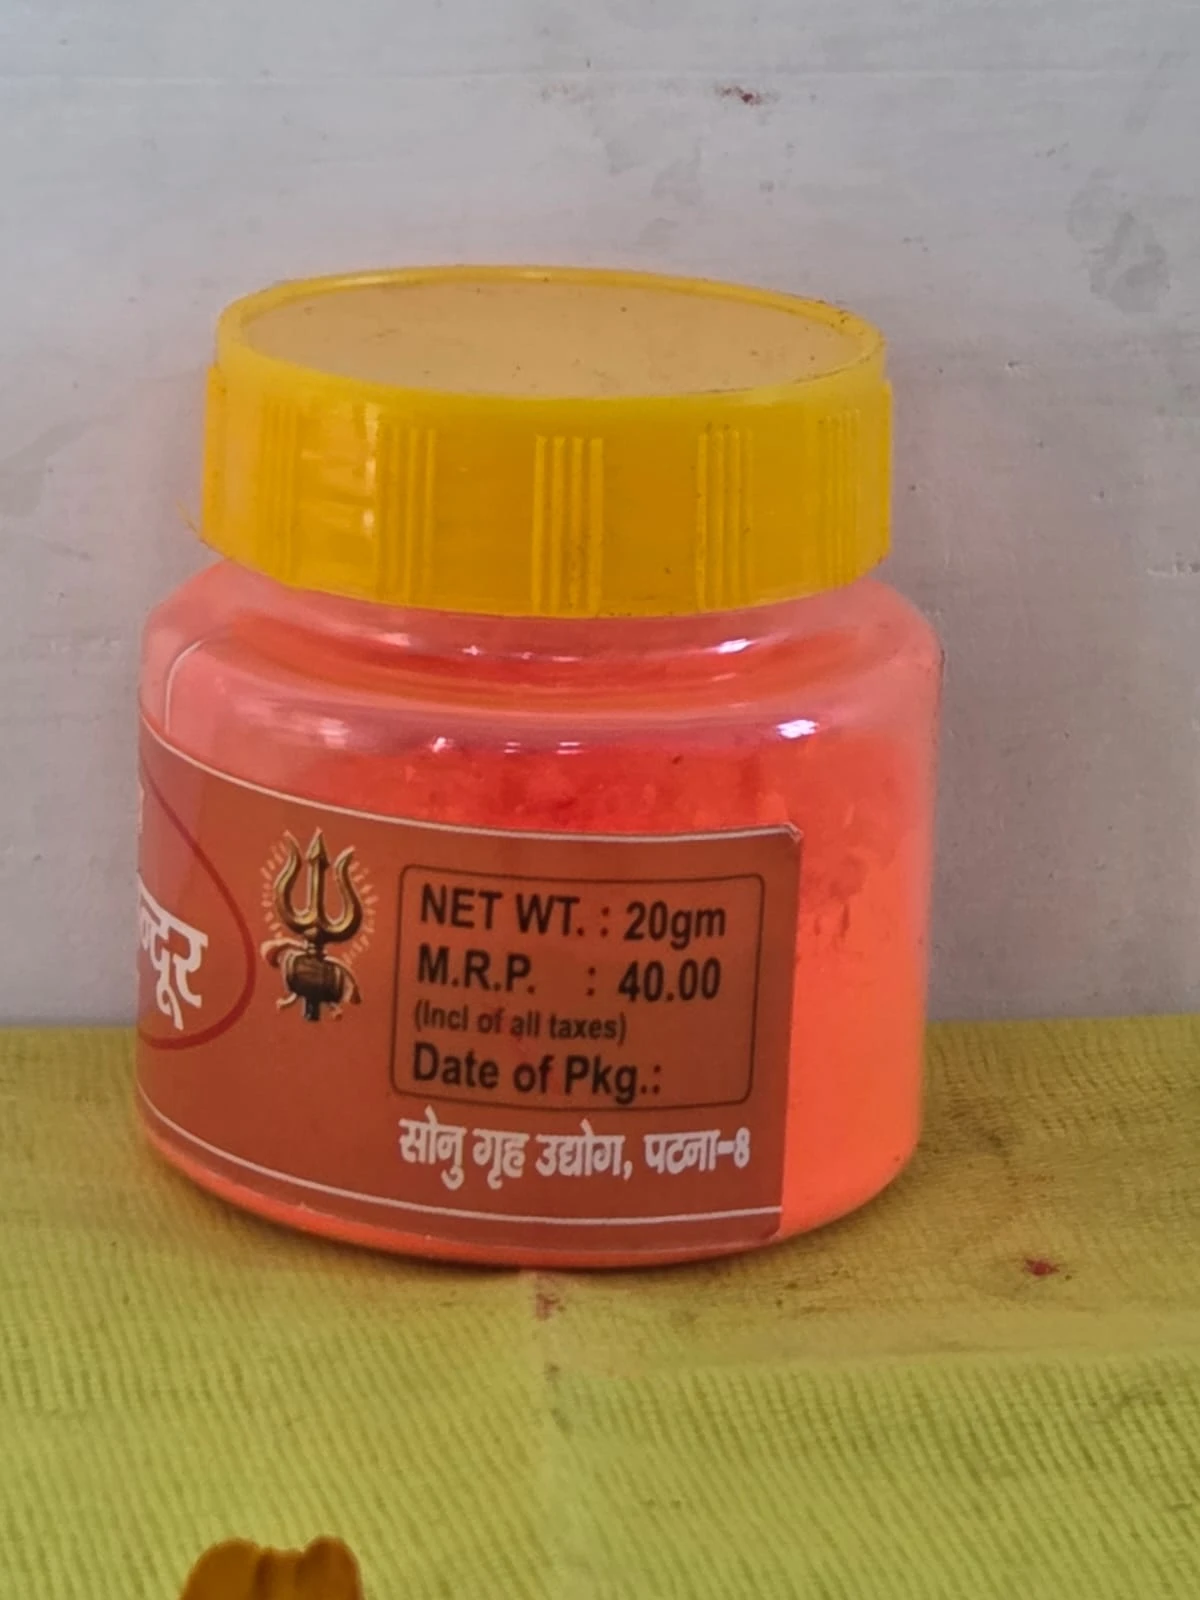 NET WT. : 20gm
M.R.P. : 40.00
(Incl of all taxes)
Date of Pkg.:
सोनु गृह उद्योग, पटना-8